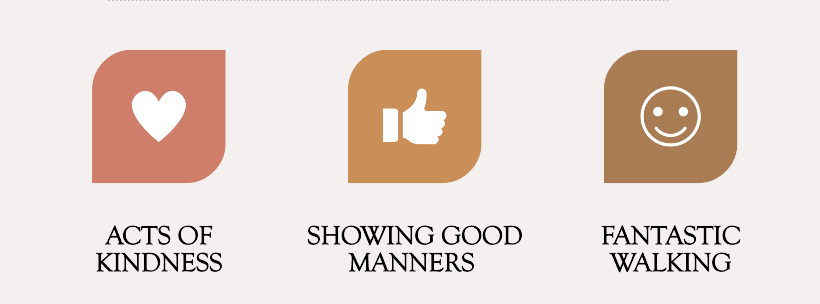 ACTS OF
KINDNESS
SHOWING GOOD
MANNERS
FANTASTIC
WALKING